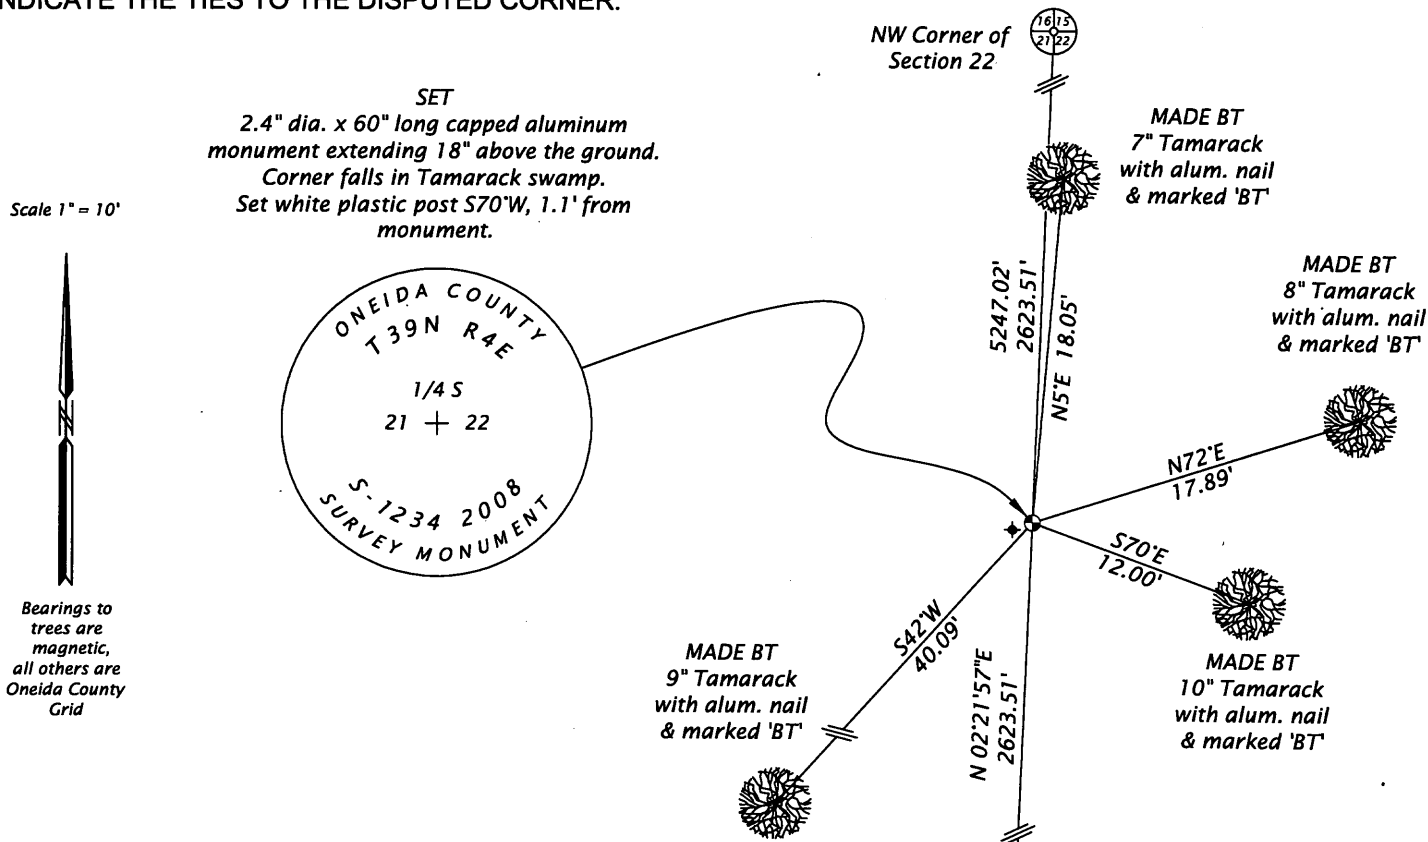 NDICATE THE TIES TO THE DISPUTED CORNER.
16 15
21 22
NW Corner of
Section 22
SET
2.4" dia. x 60" long capped aluminum
monument extending 18" above the ground.
Corner falls in Tamarack swamp.
Set white plastic post S70°W, 1.1' from
monument.
MADE BT
7" Tamarack
with alum. nail
& marked 'BT'
Scale 1" = 10'
N
ONEIDA COUNTY
T39N R4E
1/4 S
21 22
S-1234 2008
SURVEY MONUMENT
5247.02'
2623.51'
N5°E 18.05'
MADE BT
8" Tamarack
with alum. nail
& marked 'BT'
N72°E
17.89'
S70°E
12.00'
S42°W
40.09'
N 02°21'57"E
2623.51'
Bearings to
trees are
magnetic,
all others are
Oneida County
Grid
MADE BT
9" Tamarack
with alum. nail
& marked 'BT'
MADE BT
10" Tamarack
with alum. nail
& marked 'BT'